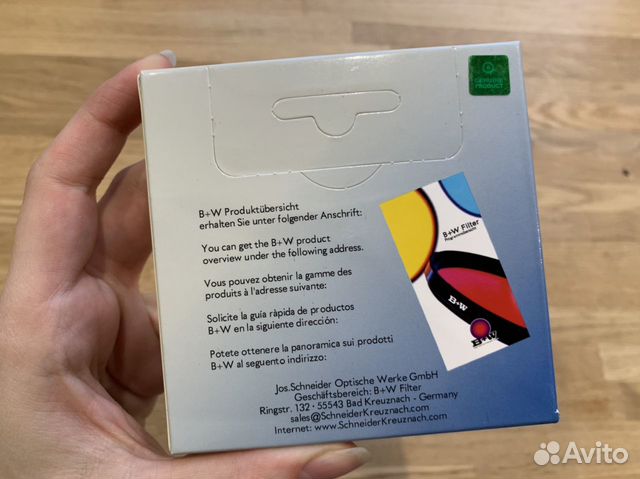 GENUINE
PRODUCT
B+W Produktübersicht
erhalten Sie unter folgender Anschrift:
You can get the B+W product
overview under the following address.
Vous pouvez obtenir la gamme des
produits à l'adresse suivante:
Solicite la guía ràpida de productos
B+W en la siguiente dirección:
Potete ottenere la panoramica sui prodotti
B+W al seguento indirizzo:
B+W Filter
B+W
B+W
Jos.Schneider Optische Werke GmbH
Geschäftsbereich: B+W Filter
Ringstr. 132 · 55543 Bad Kreuznach - Germany
sales@SchneiderKreuznach.com
Internet: www.SchneiderKreuznach.com
Avito